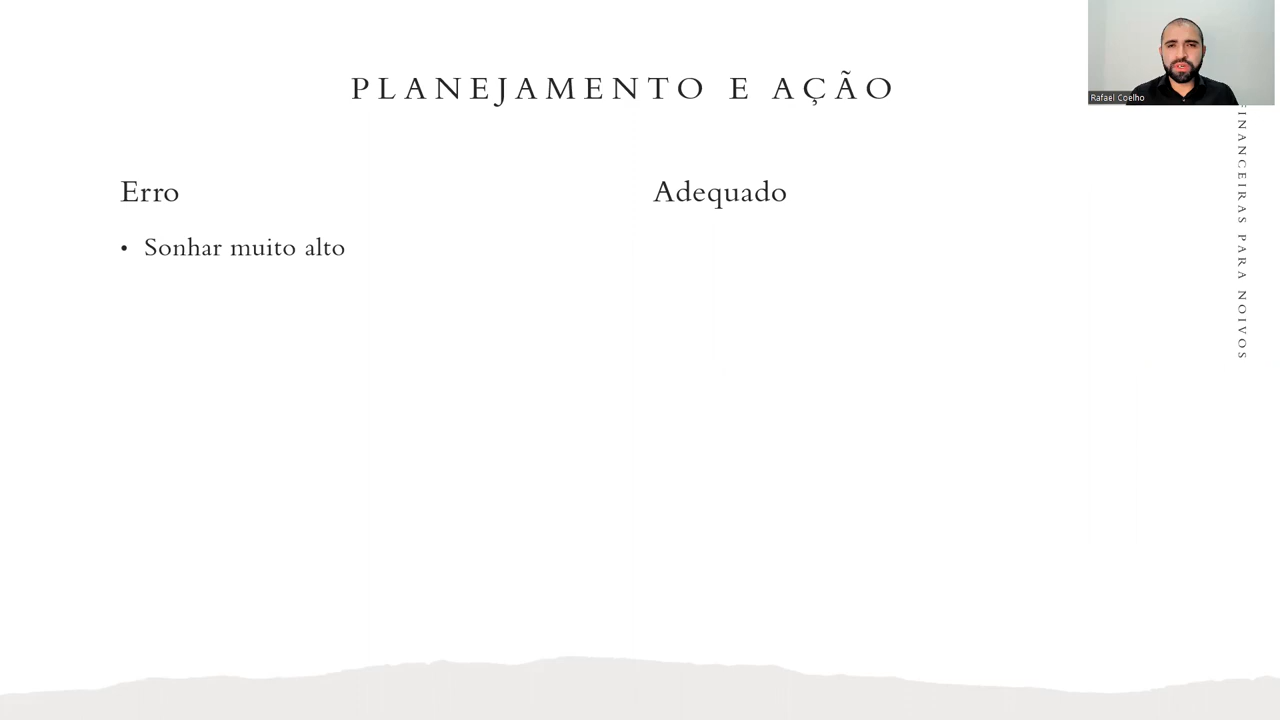 PLANEJAMENTO E AÇÃO
Rafael Coelho
Erro
Adequado
• Sonhar muito alto
FINANCEIRAS PARA NOIVOS